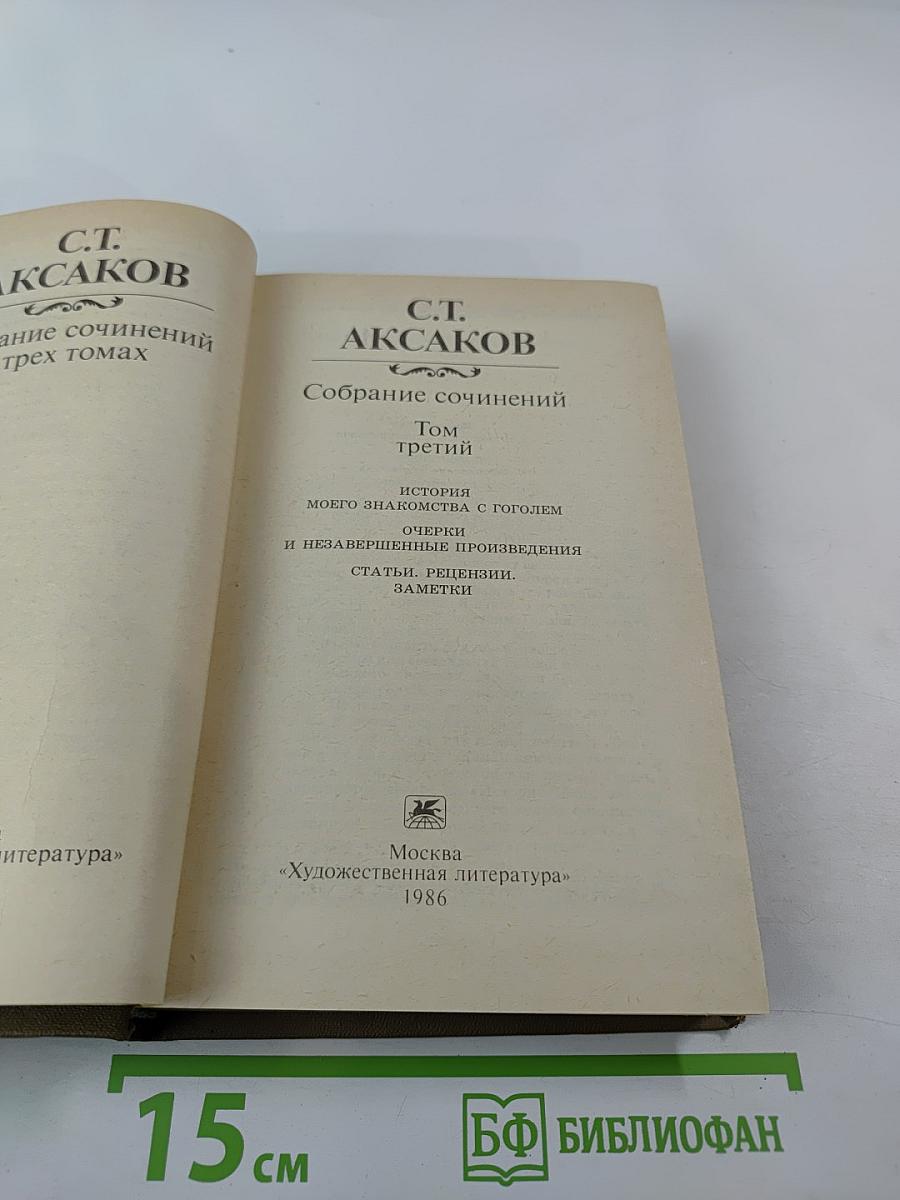 С.Т.
АКСАКОВ
сочинений
трех томах
литература»
С.Т.
АКСАКОВ
Собрание сочинений
Том
третий
ИСТОРИЯ
МОЕГО ЗНАКОМСТВА С ГОГОЛЕМ
ОЧЕРКИ
И НЕЗАВЕРШЕННЫЕ ПРОИЗВЕДЕНИЯ
СТАТЬИ. РЕЦЕНЗИИ.
ЗАМЕТКИ
Москва
«Художественная литература»
1986
15 см
БФ БИБЛИОФАН